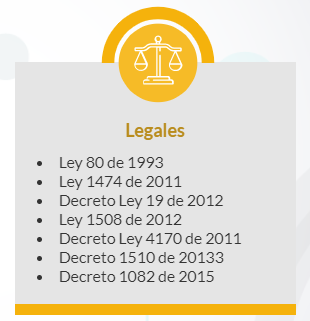 Legales
• Ley 80 de 1993
• Ley 1474 de 2011
• Decreto Ley 19 de 2012
• Ley 1508 de 2012
• Decreto Ley 4170 de 2011
• Decreto 1510 de 20133
• Decreto 1082 de 2015